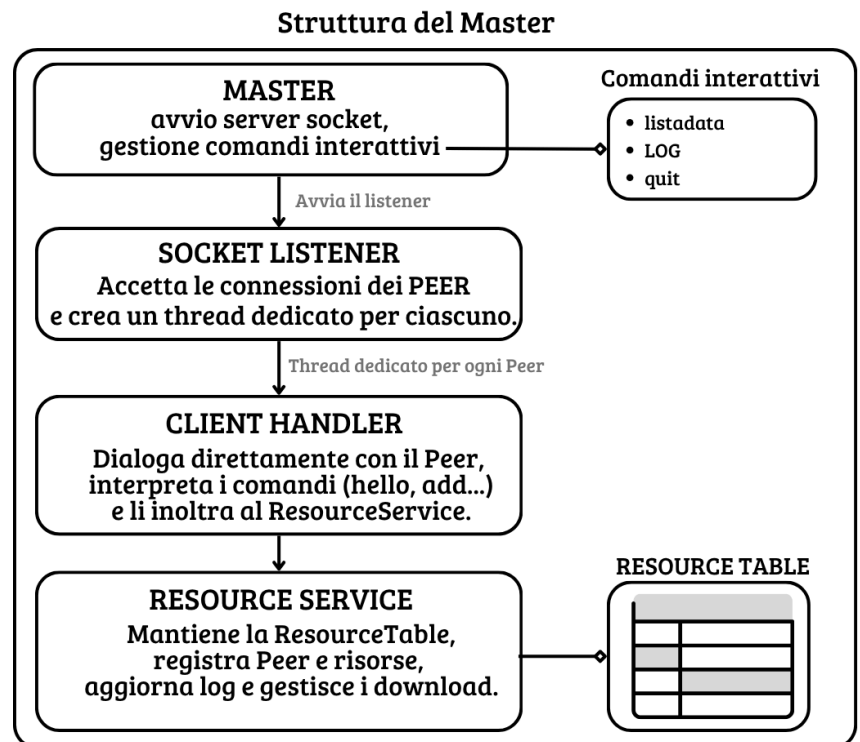 Struttura del Master
MASTER
avvio server socket,
gestione comandi interattivi
Comandi interattivi
• listadata
• LOG
• quit
Avvia il listener
SOCKET LISTENER
Accetta le connessioni dei PEER
e crea un thread dedicato per ciascuno.
Thread dedicato per ogni Peer
CLIENT HANDLER
Dialoga direttamente con il Peer,
interpreta i comandi (hello, add...)
e li inoltra al ResourceService.
RESOURCE SERVICE
Mantiene la ResourceTable,
registra Peer e risorse,
aggiorna log e gestisce i download.
RESOURCE TABLE